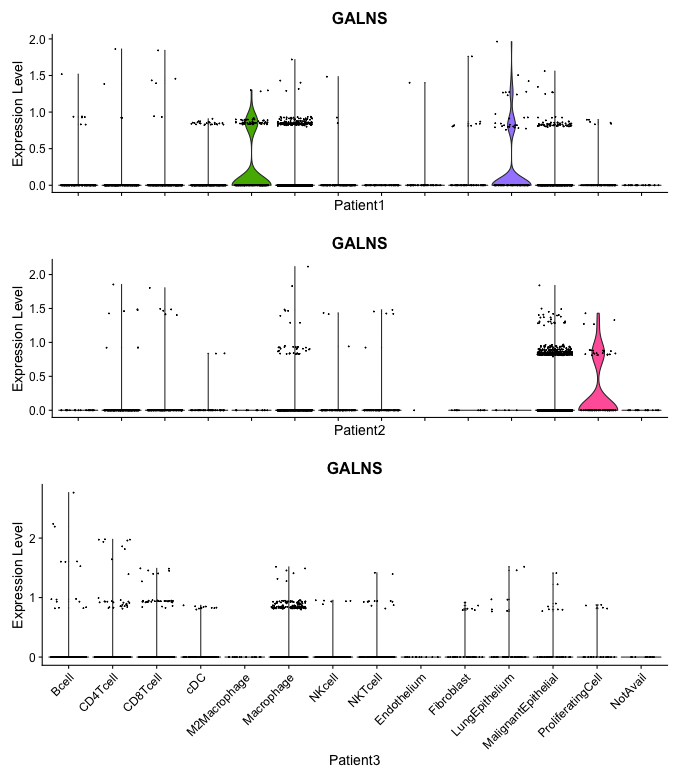 GALNS
Expression Level
2.0
1.5
1.0
0.5
0.0
Patient1
GALNS
Expression Level
2.0
1.5
1.0
0.5
0.0
Patient2
GALNS
Expression Level
2
1
0
Bcell
CD4Tcell
CD8Tcell
cDC
M2Macrophage
Macrophage
NKcell
NKTcell
Endothelium
Fibroblast
LungEpithelium
MalignantEpithelial
ProliferatingCell
NotAvail
Patient3